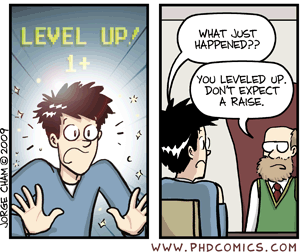 LEVEL UP!
1+
WHAT JUST
HAPPENED??
YOU LEVELED UP.
DON'T EXPECT
A RAISE.
JORGE CHAM © 2009
WWW.PHDCOMICS.COM